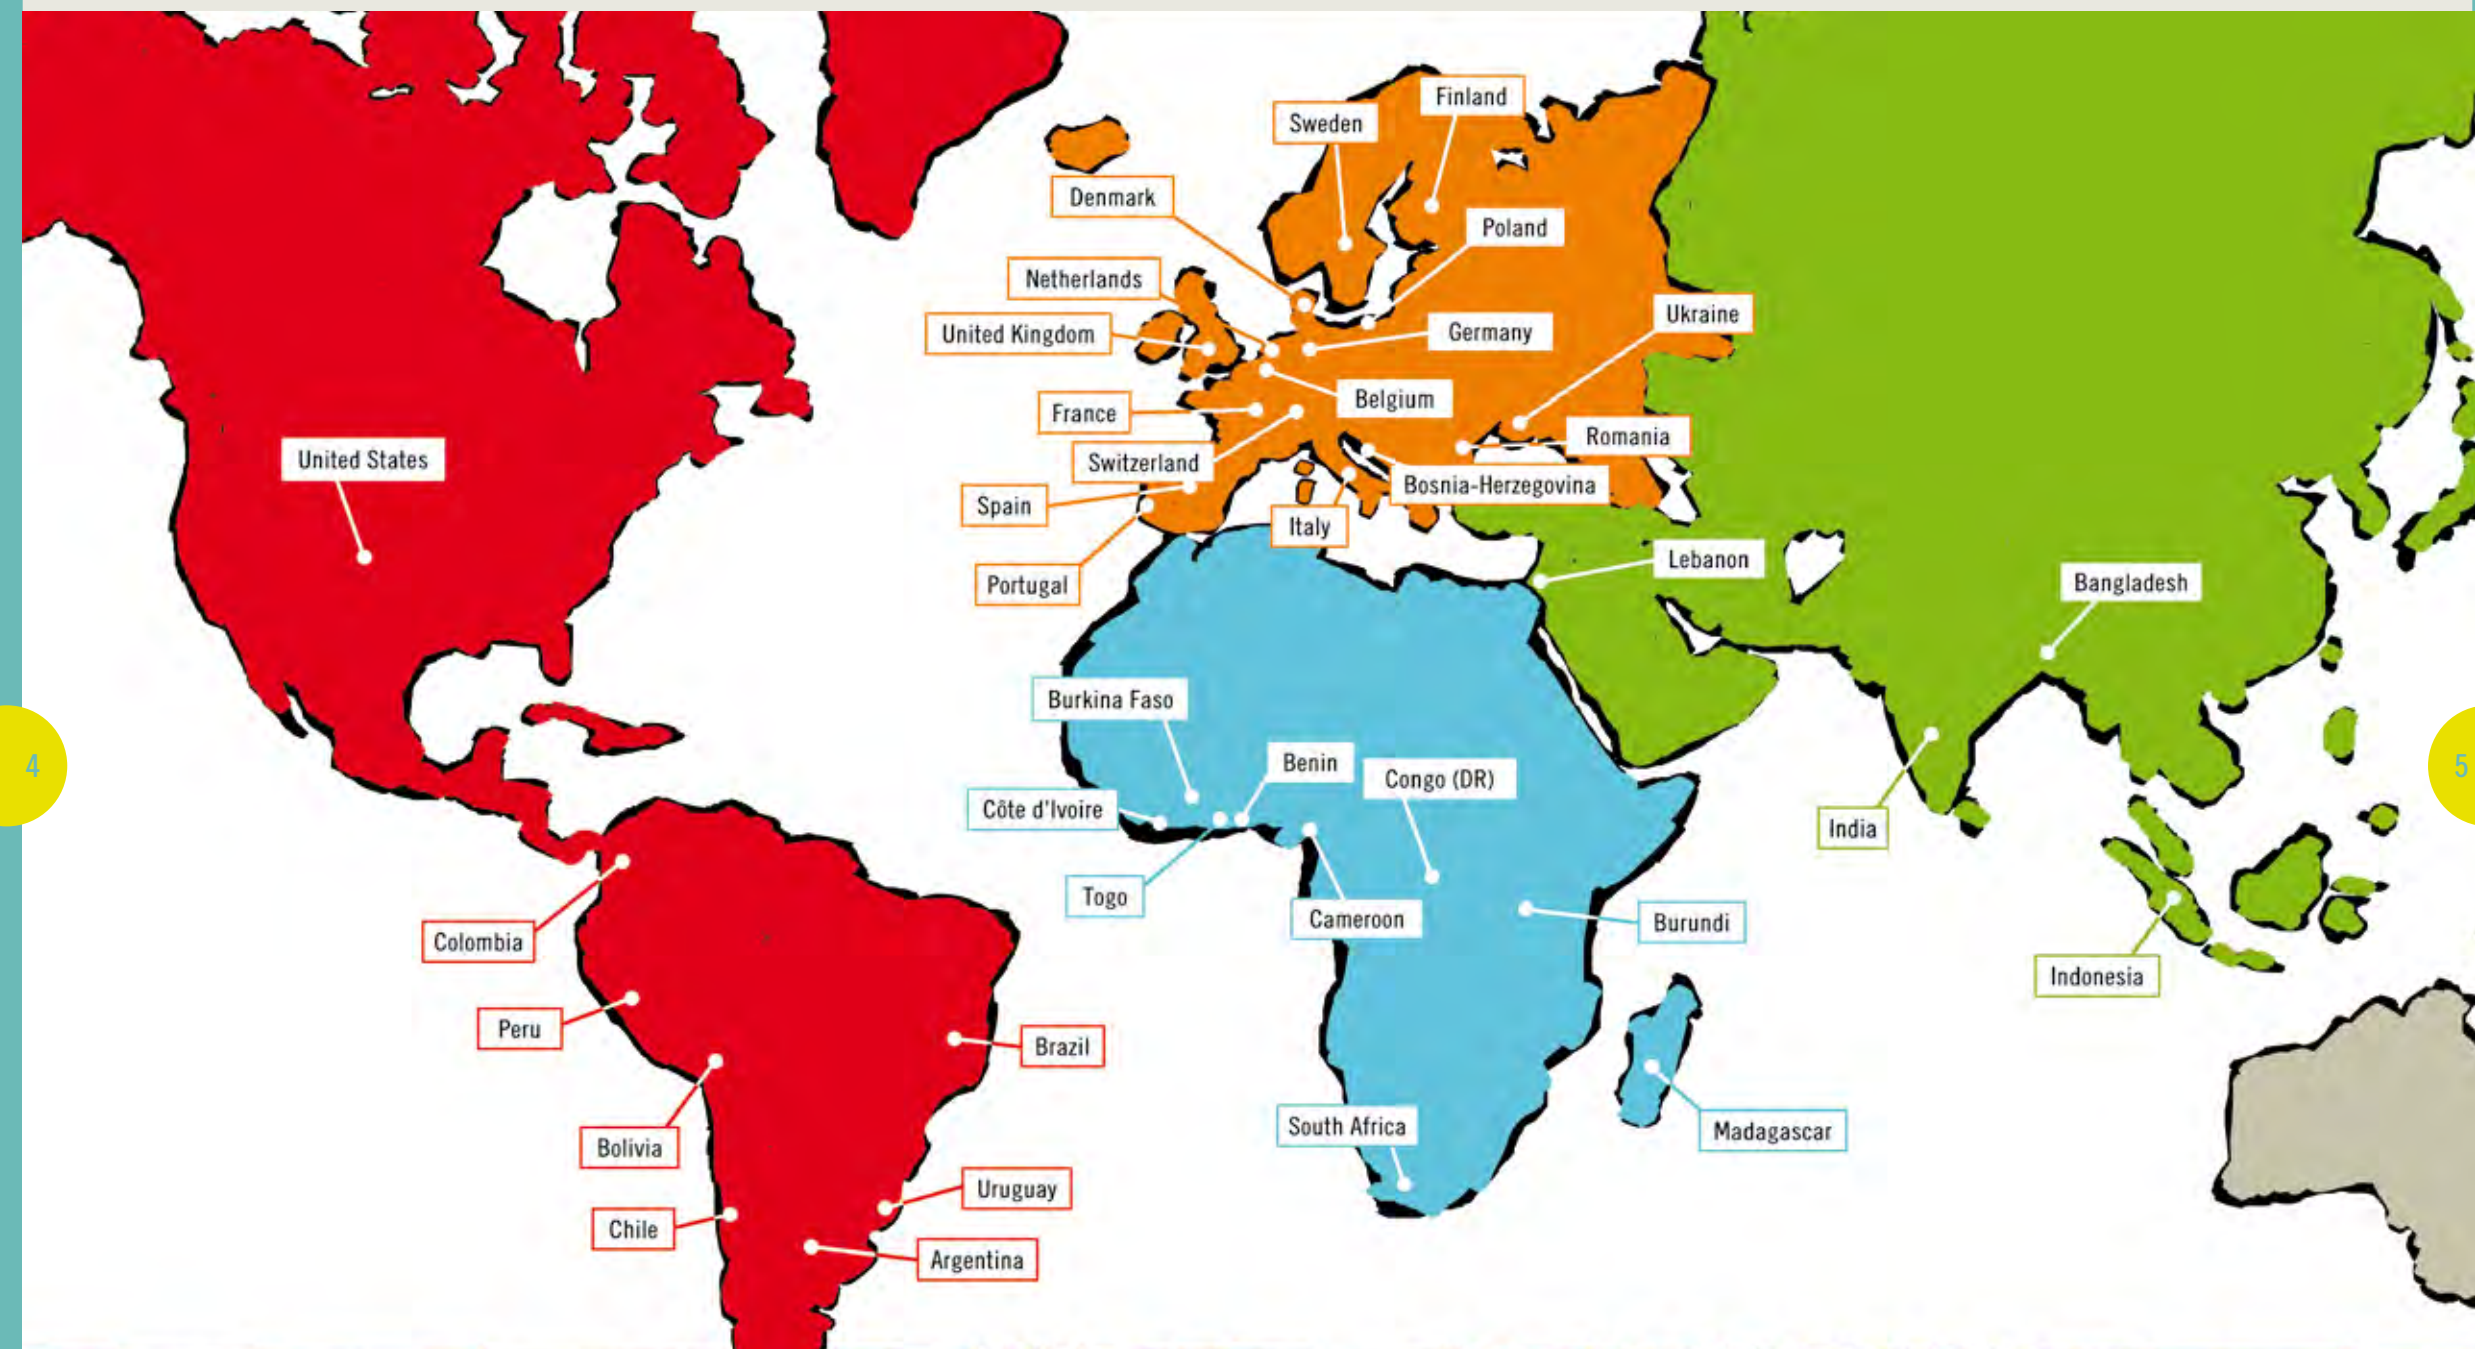 Finland
Sweden
Denmark
Poland
Netherlands
Ukraine
United Kingdom
Germany
Belgium
France
Romania
United States
Switzerland
Bosnia-Herzegovina
Spain
Italy
Lebanon
Portugal
Bangladesh
Burkina Faso
Benin
4
5
Congo (DR)
Côte d'Ivoire
India
Togo
Cameroon
Burundi
Colombia
Indonesia
Peru
Brazil
South Africa
Madagascar
Bolivia
Uruguay
Chile
Argentina